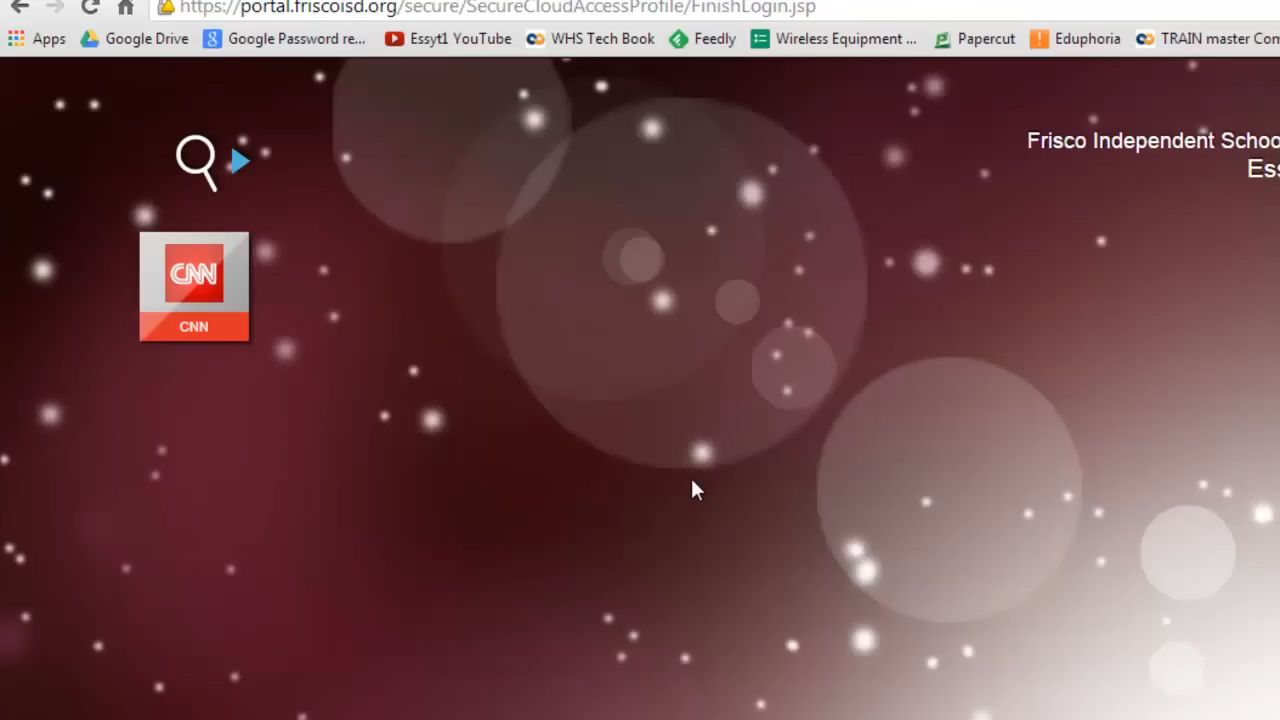 https://portal.friscoisd.org/secure/SecureCloudAccessProfile/FinishLogin.jsp
Apps Google Drive Google Password re... Essyt1 YouTube WHS Tech Book Feedly Wireless Equipment ... Papercut Eduphoria TRAIN master Con
Frisco Independent Schoo
Ess
CNN
CNN